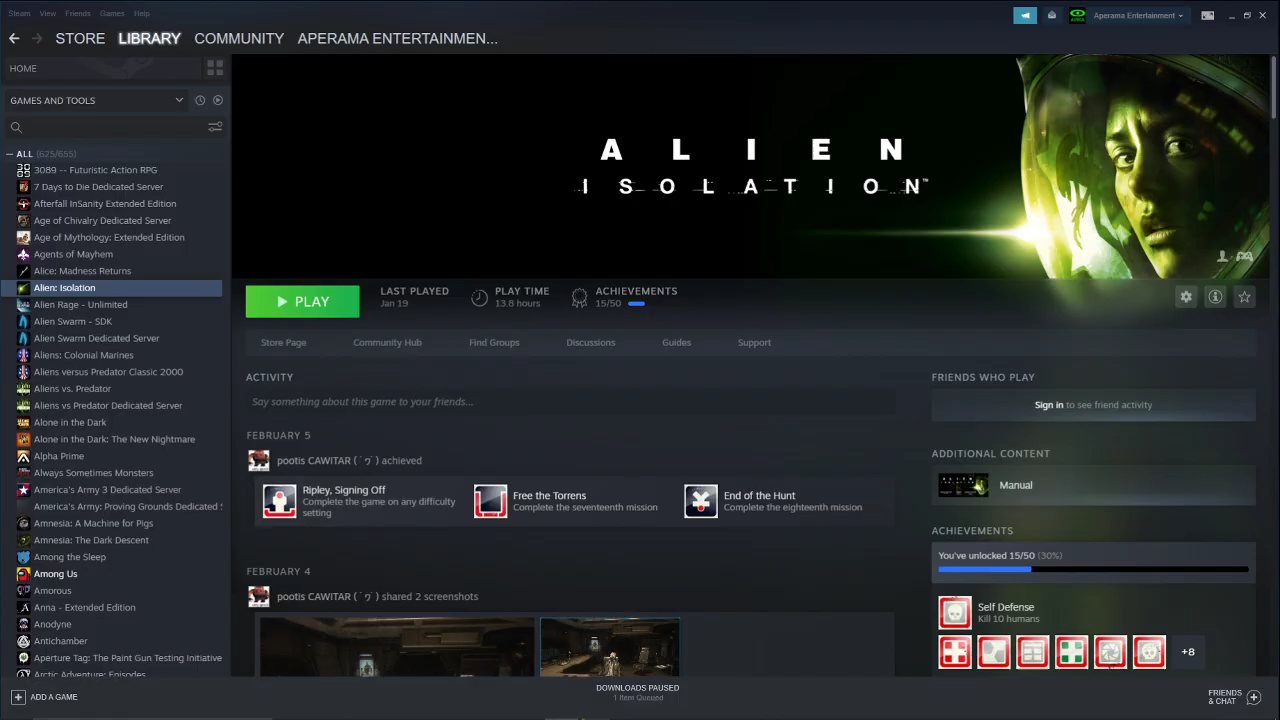 Steam View Friends Games Help
Aperama Entertainment
STORE LIBRARY COMMUNITY APERAMA ENTERTAINMEN...
HOME
GAMES AND TOOLS
ALL (625/655)
3089 -- Futuristic Action RPG
7 Days to Die Dedicated Server
Afterfall InSanity Extended Edition
Age of Chivalry Dedicated Server
Age of Mythology: Extended Edition
Agents of Mayhem
Alice: Madness Returns
Alien: Isolation
Alien Rage - Unlimited
Alien Swarm - SDK
Alien Swarm Dedicated Server
Aliens: Colonial Marines
Aliens versus Predator Classic 2000
Aliens vs. Predator
Aliens vs Predator Dedicated Server
Alone in the Dark
Alone in the Dark: The New Nightmare
Alpha Prime
Always Sometimes Monsters
America's Army 3 Dedicated Server
America's Army: Proving Grounds Dedicated S
Amnesia: A Machine for Pigs
Amnesia: The Dark Descent
Among the Sleep
Among Us
Amorous
Anna - Extended Edition
Anodyne
Antichamber
Aperture Tag: The Paint Gun Testing Initiative
Arctic Adventure: Episodes
ADD A GAME
ALIEN
ISOLATION™
PLAY
LAST PLAYED
Jan 19
PLAY TIME
13.8 hours
ACHIEVEMENTS
15/50
Store Page Community Hub Find Groups Discussions Guides Support
ACTIVITY
Say something about this game to your friends...
FEBRUARY 5
pootis CAWITAR ( ˙ ꒳˙ ) achieved
Ripley, Signing Off
Complete the game on any difficulty
setting
Free the Torrens
Complete the seventeenth mission
End of the Hunt
Complete the eighteenth mission
FEBRUARY 4
pootis CAWITAR ( ˙ ꒳˙ ) shared 2 screenshots
FRIENDS WHO PLAY
Sign in to see friend activity
ADDITIONAL CONTENT
Manual
ACHIEVEMENTS
You've unlocked 15/50 (30%)
Self Defense
Kill 10 humans
+8
DOWNLOADS PAUSED
1 Item Queued
FRIENDS
& CHAT